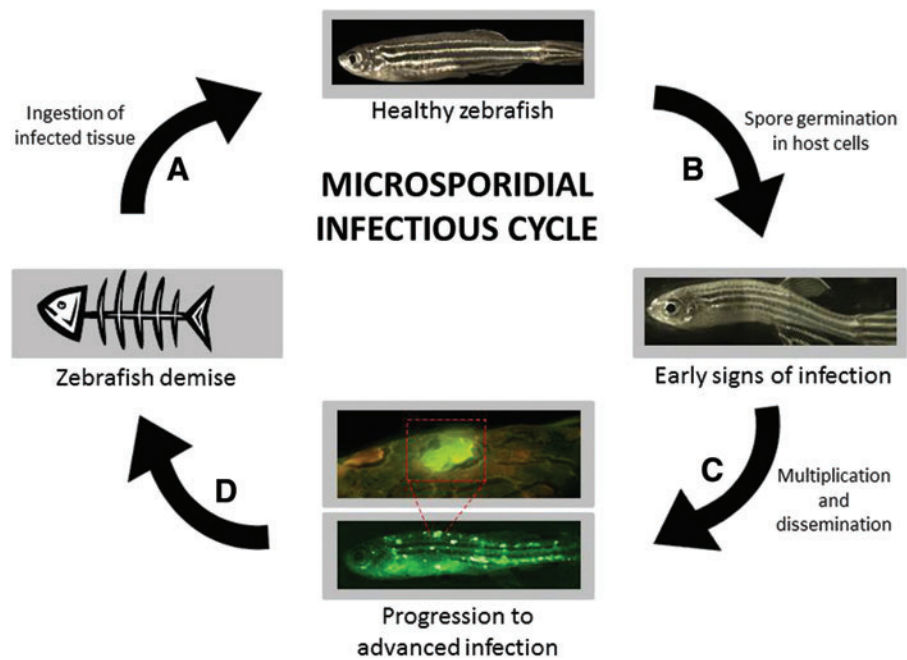 Healthy zebrafish
Ingestion of
infected tissue
A
Spore germination
in host cells
B
MICROSPORIDIAL
INFECTIOUS CYCLE
Zebrafish demise
Early signs of infection
D
C
Multiplication
and
dissemination
Progression to
advanced infection